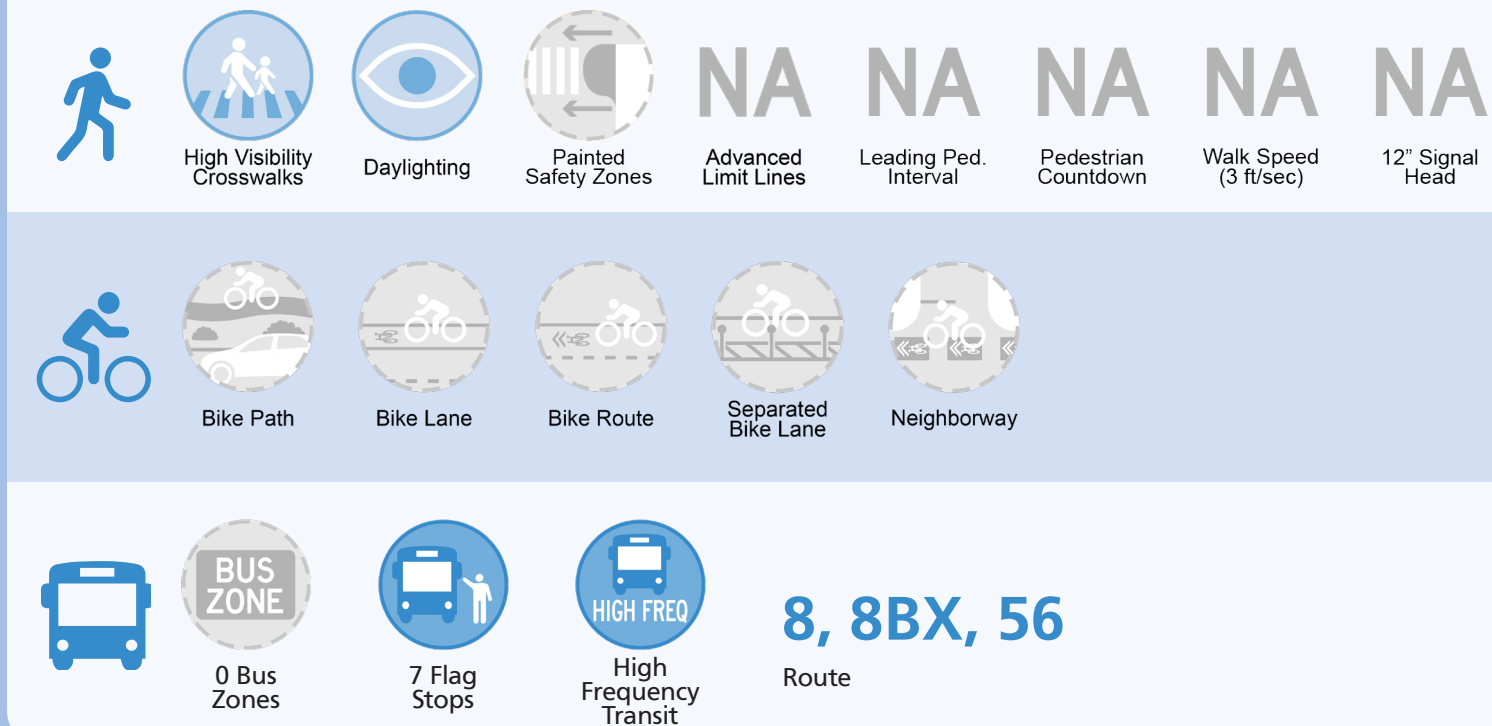 NA NA NA NA NA
High Visibility
Crosswalks
Daylighting
Painted
Safety Zones
Advanced
Limit Lines
Leading Ped.
Interval
Pedestrian
Countdown
Walk Speed
(3 ft/sec)
12” Signal
Head
Bike Path
Bike Lane
Bike Route
Separated
Bike Lane
Neighborway
BUS
ZONE
0 Bus
Zones
7 Flag
Stops
HIGH FREQ
High
Frequency
Transit
8, 8BX, 56
Route